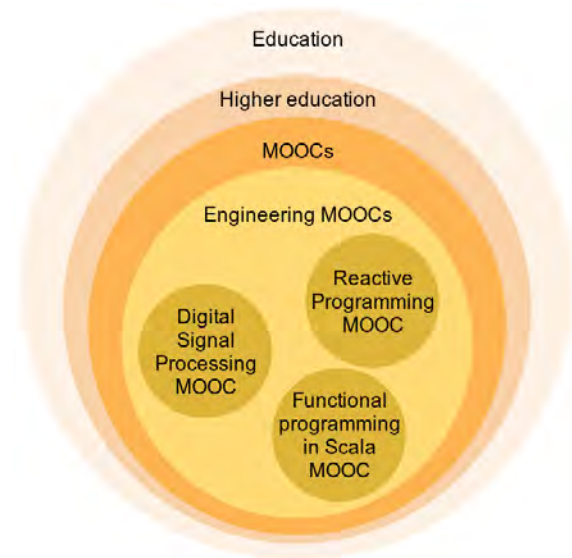 Education
Higher education
MOOCs
Engineering MOOCs
Reactive
Programming
MOOC
Digital
Signal
Processing
MOOC
Functional
programming
in Scala
MOOC